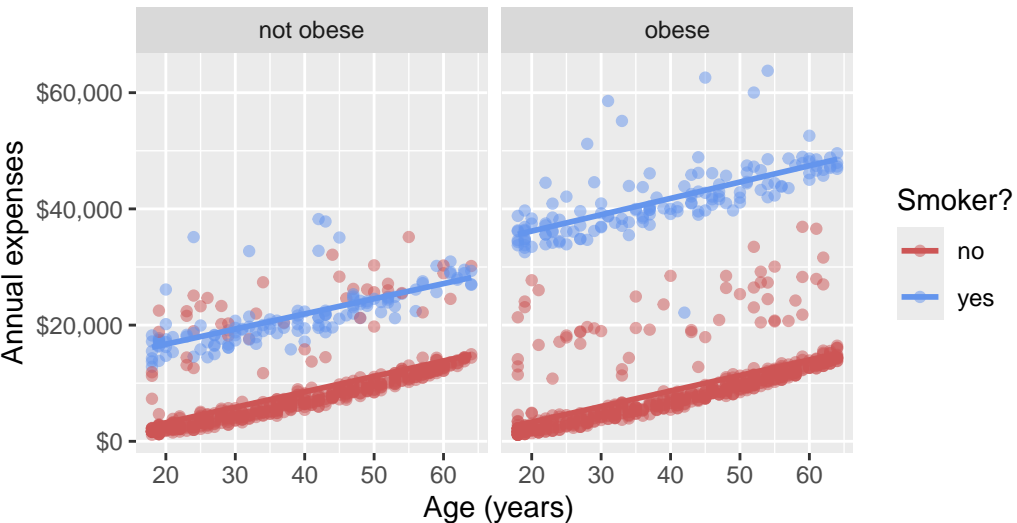 not obese
obese
$60,000
$40,000
$20,000
$0
Annual expenses
20 30 40 50 60
20 30 40 50 60
Age (years)
Smoker?
no
yes